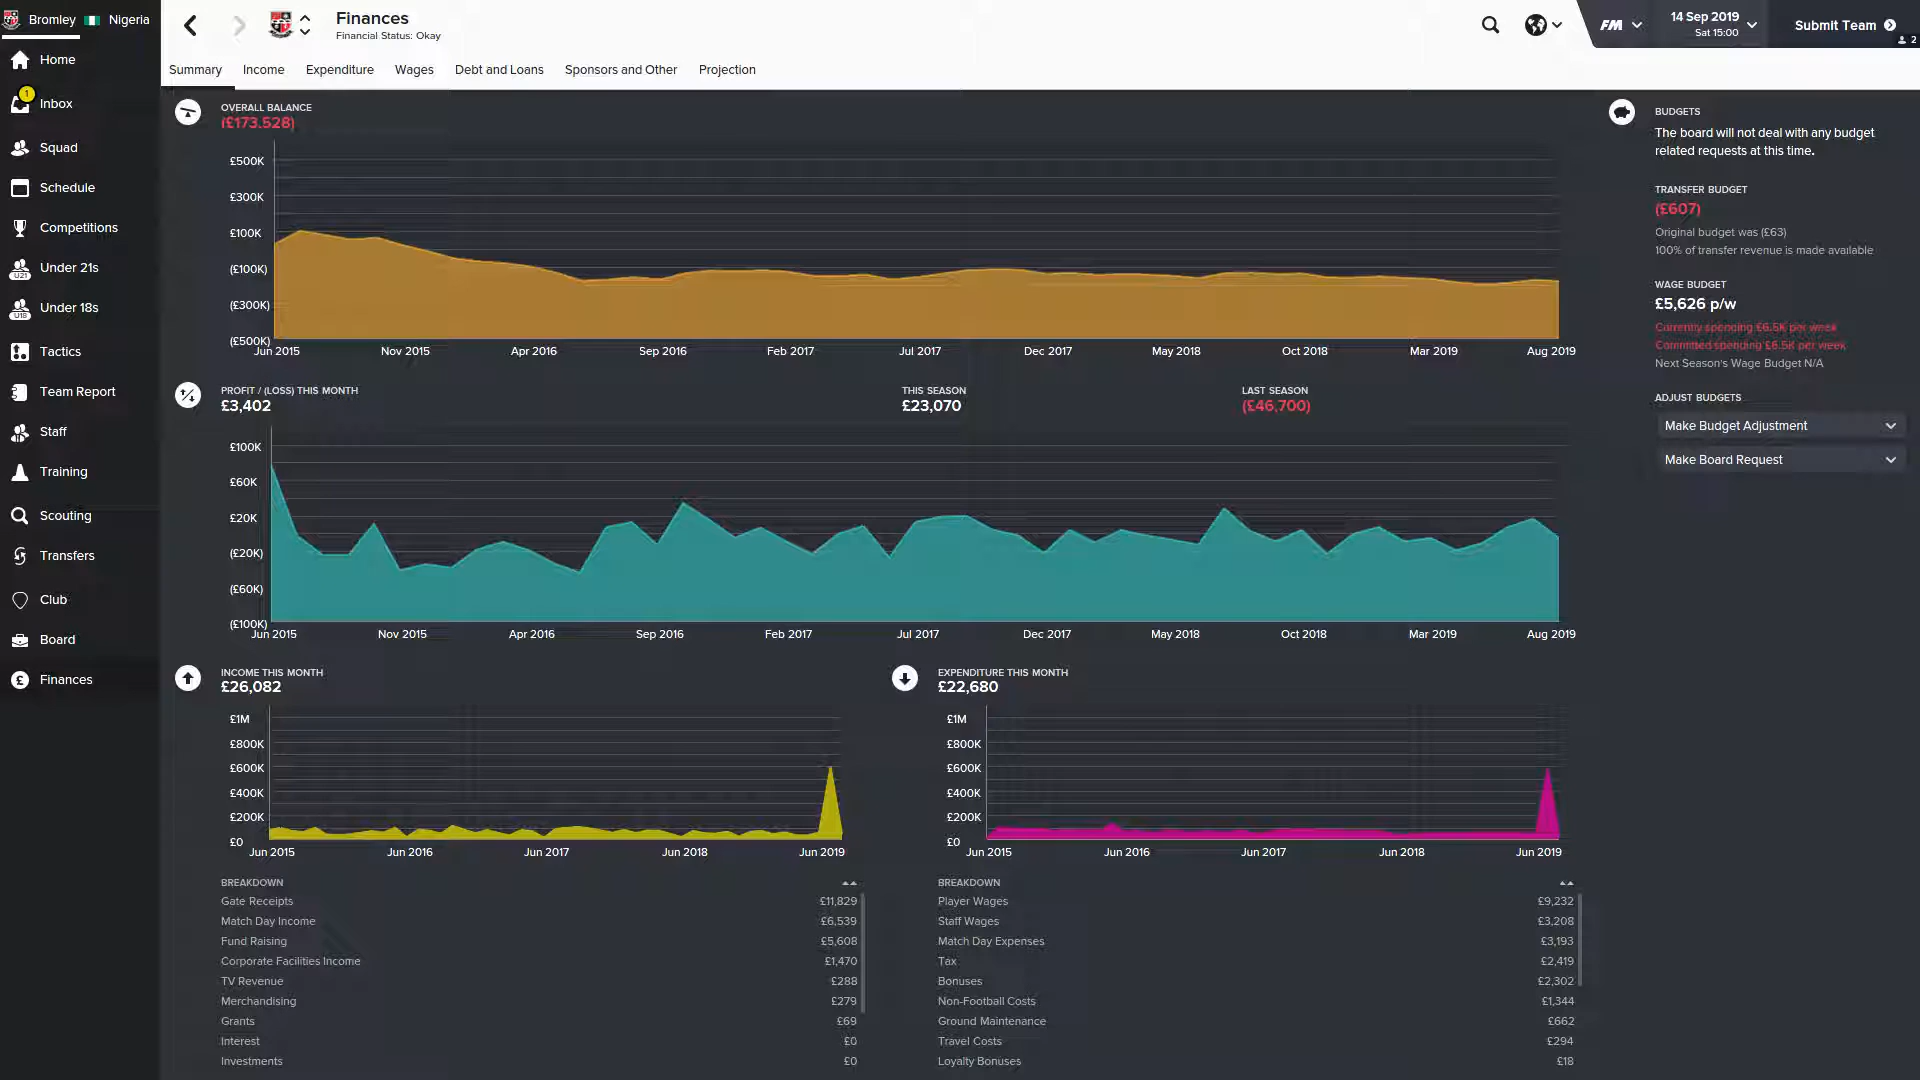 Bromley Nigeria
Home
1
Inbox
Squad
Schedule
Competitions
U21
Under 21s
U18
Under 18s
Tactics
Team Report
Staff
Training
Scouting
Transfers
Club
Board
£ Finances
Finances
Financial Status: Okay
FM
14 Sep 2019
Sat 15:00
Submit Team
2
Summary Income Expenditure Wages Debt and Loans Sponsors and Other Projection
OVERALL BALANCE
(£173.528)
£500K
£300K
£100K
(£100K)
(£300K)
(£500K)
Jun 2015 Nov 2015 Apr 2016 Sep 2016 Feb 2017 Jul 2017 Dec 2017 May 2018 Oct 2018 Mar 2019 Aug 2019
PROFIT / (LOSS) THIS MONTH
£3,402
THIS SEASON
£23,070
LAST SEASON
(£46,700)
£100K
£60K
£20K
(£20K)
(£60K)
(£100K)
Jun 2015 Nov 2015 Apr 2016 Sep 2016 Feb 2017 Jul 2017 Dec 2017 May 2018 Oct 2018 Mar 2019 Aug 2019
INCOME THIS MONTH
£26,082
£1M
£800K
£600K
£400K
£200K
£0
Jun 2015 Jun 2016 Jun 2017 Jun 2018 Jun 2019
BREAKDOWN
Gate Receipts £11,829
Match Day Income £6,539
Fund Raising £5,608
Corporate Facilities Income £1,470
TV Revenue £288
Merchandising £279
Grants £69
Interest £0
Investments £0
EXPENDITURE THIS MONTH
£22,680
£1M
£800K
£600K
£400K
£200K
£0
Jun 2015 Jun 2016 Jun 2017 Jun 2018 Jun 2019
BREAKDOWN
Player Wages £9,232
Staff Wages £3,208
Match Day Expenses £3,193
Tax £2,419
Bonuses £2,302
Non-Football Costs £1,344
Ground Maintenance £662
Travel Costs £294
Loyalty Bonuses £18
BUDGETS
The board will not deal with any budget
related requests at this time.
TRANSFER BUDGET
(£607)
Original budget was (£63)
100% of transfer revenue is made available
WAGE BUDGET
£5,626 p/w
Currently spending £6.5K per week
Committed spending £6.5K per week
Next Season's Wage Budget N/A
ADJUST BUDGETS
Make Budget Adjustment
Make Board Request